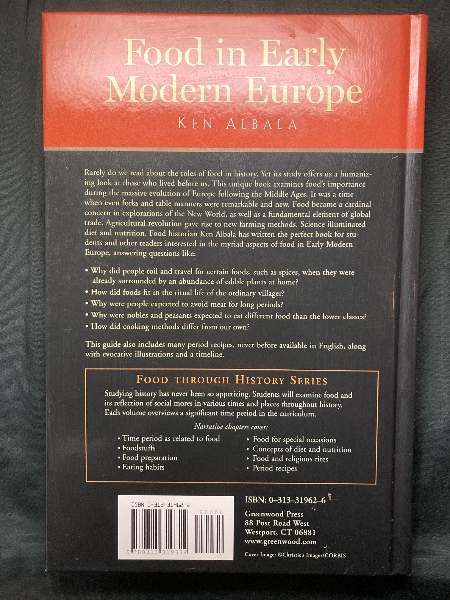 Food in Early
Modern Europe
KEN ALBALA
Rarely do we read about the roles of food in history. Yet its study offers us a humaniz-
ing look at those who lived before us. This unique book examines food's importance
during the massive evolution of Europe following the Middle Ages. It was a time
when even forks and table manners were remarkable and new. Food became a cardinal
concern in explorations of the New World, as well as a fundamental element of global
trade. Agricultural revolution gave rise to new farming methods. Science illuminated
diet and nutrition. Food historian Ken Albala has written the perfect book for stu-
dents and other readers interested in the myriad aspects of food in Early Modern
Europe, answering questions like:
• Why did people toil and travel for certain foods, such as spices, when they were
already surrounded by an abundance of edible plants at home?
• How did foods fit in the ritual life of the ordinary villager?
• Why were people expected to avoid meat for long periods?
• Why were nobles and peasants expected to eat different food than the lower classes?
• How did cooking methods differ from our own?
This guide also includes many period recipes, never before available in English, along
with evocative illustrations and a timeline.
FOOD THROUGH HISTORY SERIES
Studying history has never been so appetizing. Students will examine food and
its reflection of social mores in various times and places throughout history.
Each volume overviews a significant time period in the curriculum.
Narrative chapters cover:
• Time period as related to food
• Foodstuffs
• Food preparation
• Eating habits
• Food for special occasions
• Concepts of diet and nutrition
• Food and religious rites
• Period recipes
ISBN: 0–313–31962–6
Greenwood Press
88 Post Road West
Westport, CT 06881
www.greenwood.com
Cover Image: ©Christies Images/CORBIS